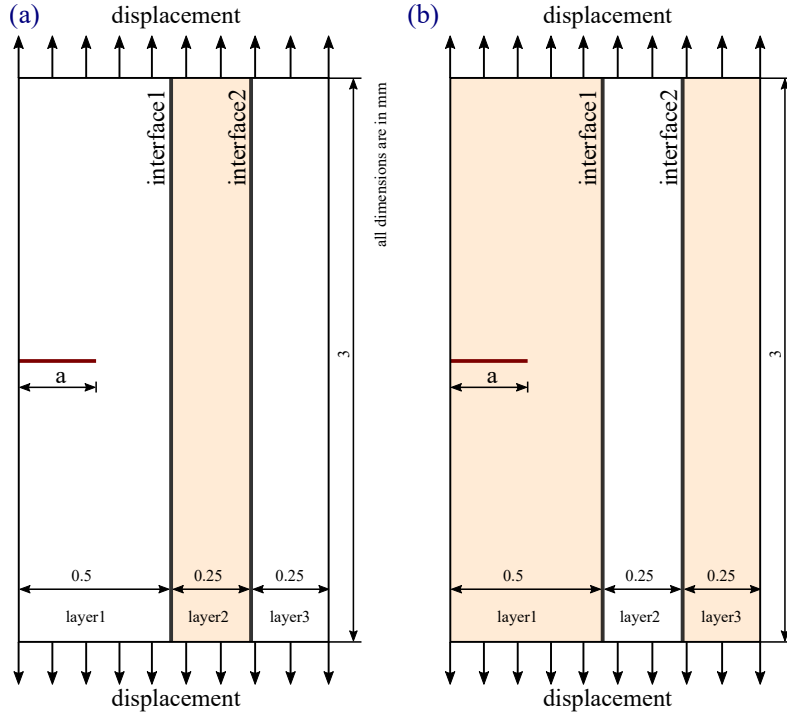 (a)
displacement
interface1
interface2
all dimensions are in mm
3
a
0.5
0.25
0.25
layer1
layer2
layer3
displacement
(b)
displacement
interface1
interface2
3
a
0.5
0.25
0.25
layer1
layer2
layer3
displacement